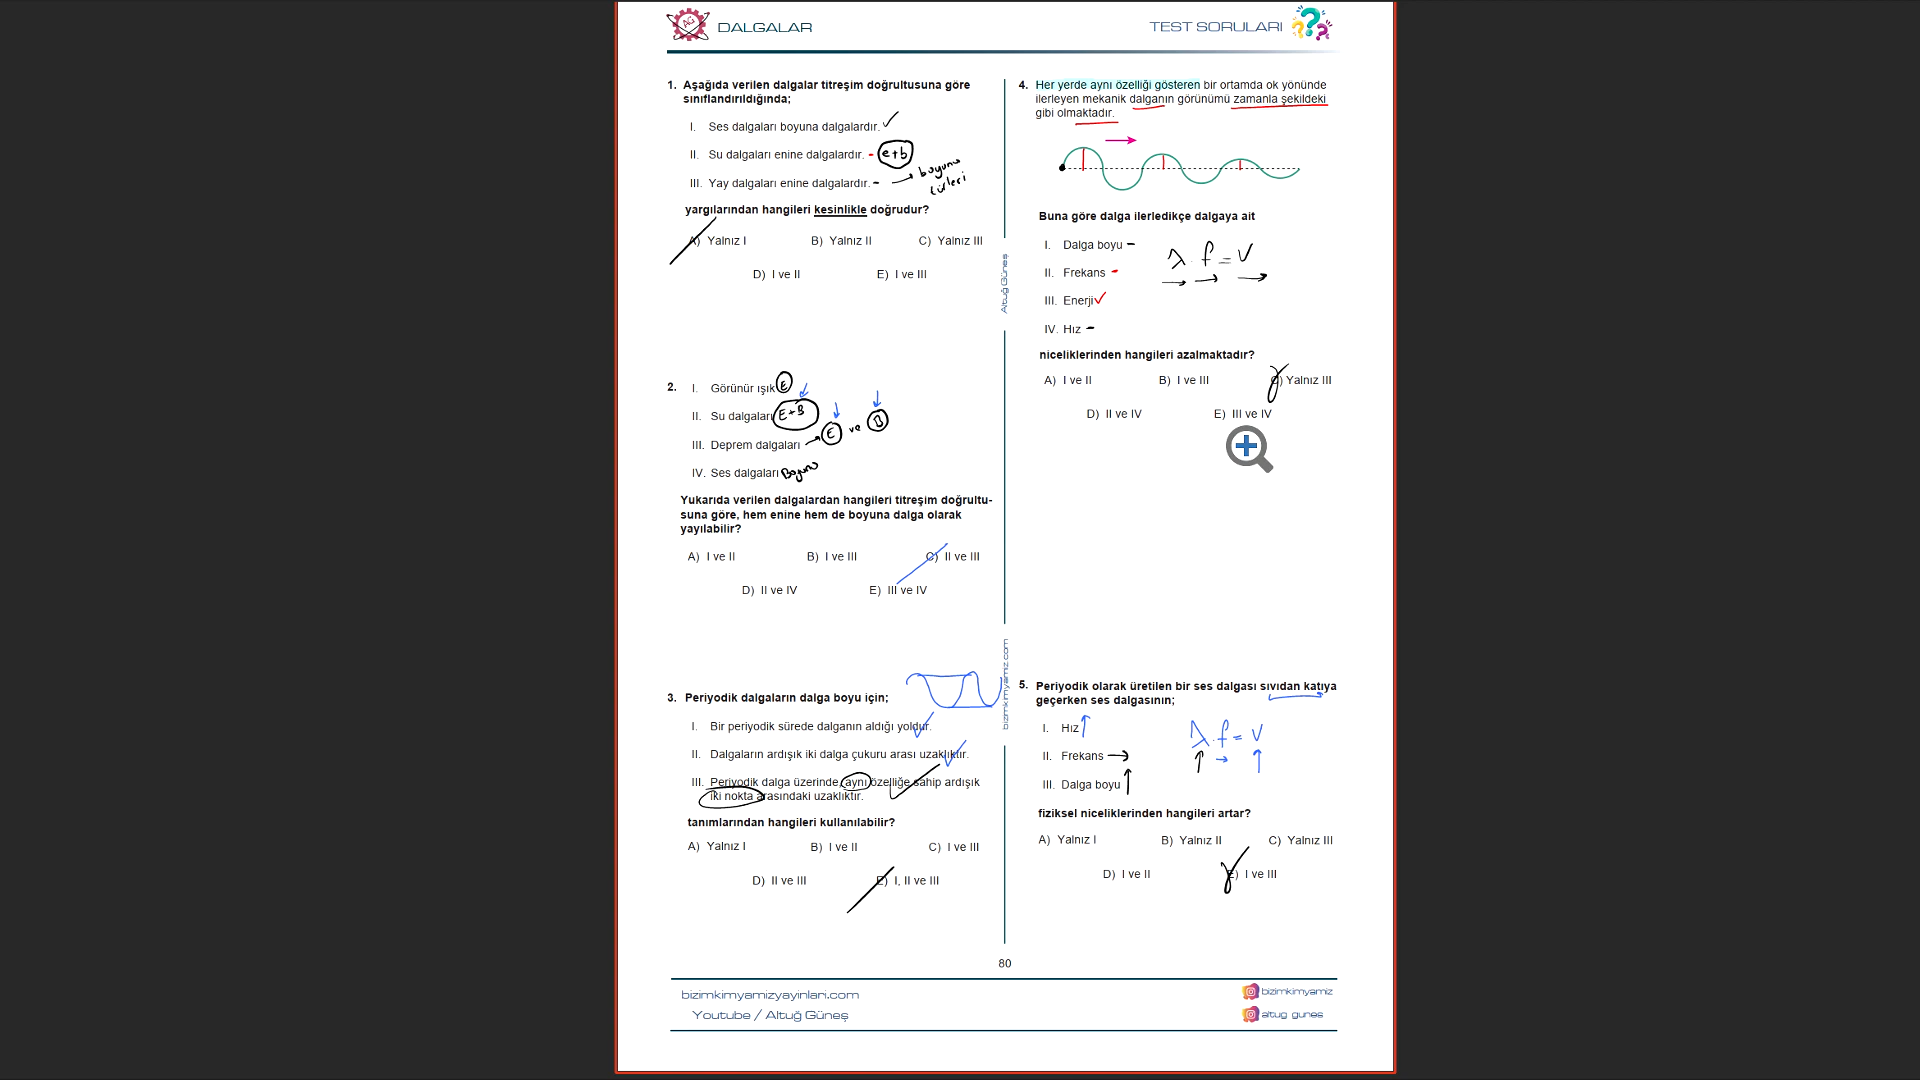 DALGALAR
TEST SORULARI
1. Aşağıda verilen dalgalar titreşim doğrultusuna göre
sınıflandırıldığında;
I. Ses dalgaları boyuna dalgalardır.
II. Su dalgaları enine dalgalardır. - e+b
III. Yay dalgaları enine dalgalardır. - → boyuna
türleri
yargılarından hangileri kesinlikle doğrudur?
A) Yalnız I B) Yalnız II C) Yalnız III
D) I ve II E) I ve III
2. I. Görünür ışık E
II. Su dalgaları E+B
III. Deprem dalgaları → E ve B
IV. Ses dalgaları Boyuna
Yukarıda verilen dalgalardan hangileri titreşim doğrultu-
suna göre, hem enine hem de boyuna dalga olarak
yayılabilir?
A) I ve II B) I ve III C) II ve III
D) II ve IV E) III ve IV
3. Periyodik dalgaların dalga boyu için;
I. Bir periyodik sürede dalganın aldığı yoldur.
II. Dalgaların ardışık iki dalga çukuru arası uzaklıktır.
III. Periyodik dalga üzerinde aynı özelliğe sahip ardışık
iki nokta arasındaki uzaklıktır.
tanımlarından hangileri kullanılabilir?
A) Yalnız I B) I ve II C) I ve III
D) II ve III E) I, II ve III
Altuğ Güneş
bizimkimyamiz.com
4. Her yerde aynı özelliği gösteren bir ortamda ok yönünde
ilerleyen mekanik dalganın görünümü zamanla şekildeki
gibi olmaktadır.
Buna göre dalga ilerledikçe dalgaya ait
I. Dalga boyu -
λ . f = V
II. Frekans -
III. Enerji
IV. Hız -
niceliklerinden hangileri azalmaktadır?
A) I ve II B) I ve III C) Yalnız III
D) II ve IV E) III ve IV
5. Periyodik olarak üretilen bir ses dalgası sıvıdan katıya
geçerken ses dalgasının;
I. Hız ↑
λ . f = V
II. Frekans → ↑ → ↑
III. Dalga boyu ↑
fiziksel niceliklerinden hangileri artar?
A) Yalnız I B) Yalnız II C) Yalnız III
D) I ve II E) I ve III
80
bizimkimyamizyayinlari.com
Youtube / Altuğ Güneş
bizimkimyamiz
altug gunes